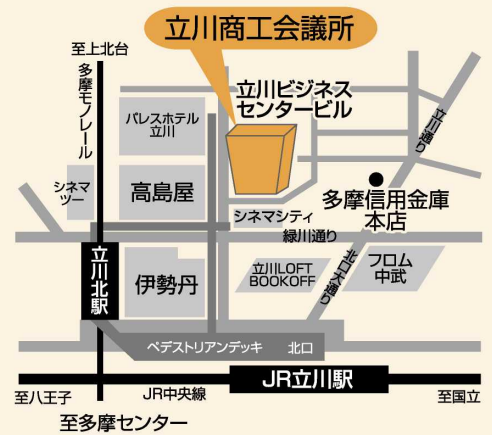 立川商工会議所
至上北台
多摩モノレール
立川ビジネス
センタービル
パレスホテル
立川
立川通り
シネマ
ツー
高島屋
多摩信用金庫
本店
シネマシティ
緑川通り
立川北駅
伊勢丹
立川LOFT
BOOKOFF
北口大通り
フロム
中武
ペデストリアンデッキ
北口
至八王子
JR中央線
JR立川駅
至国立
至多摩センター